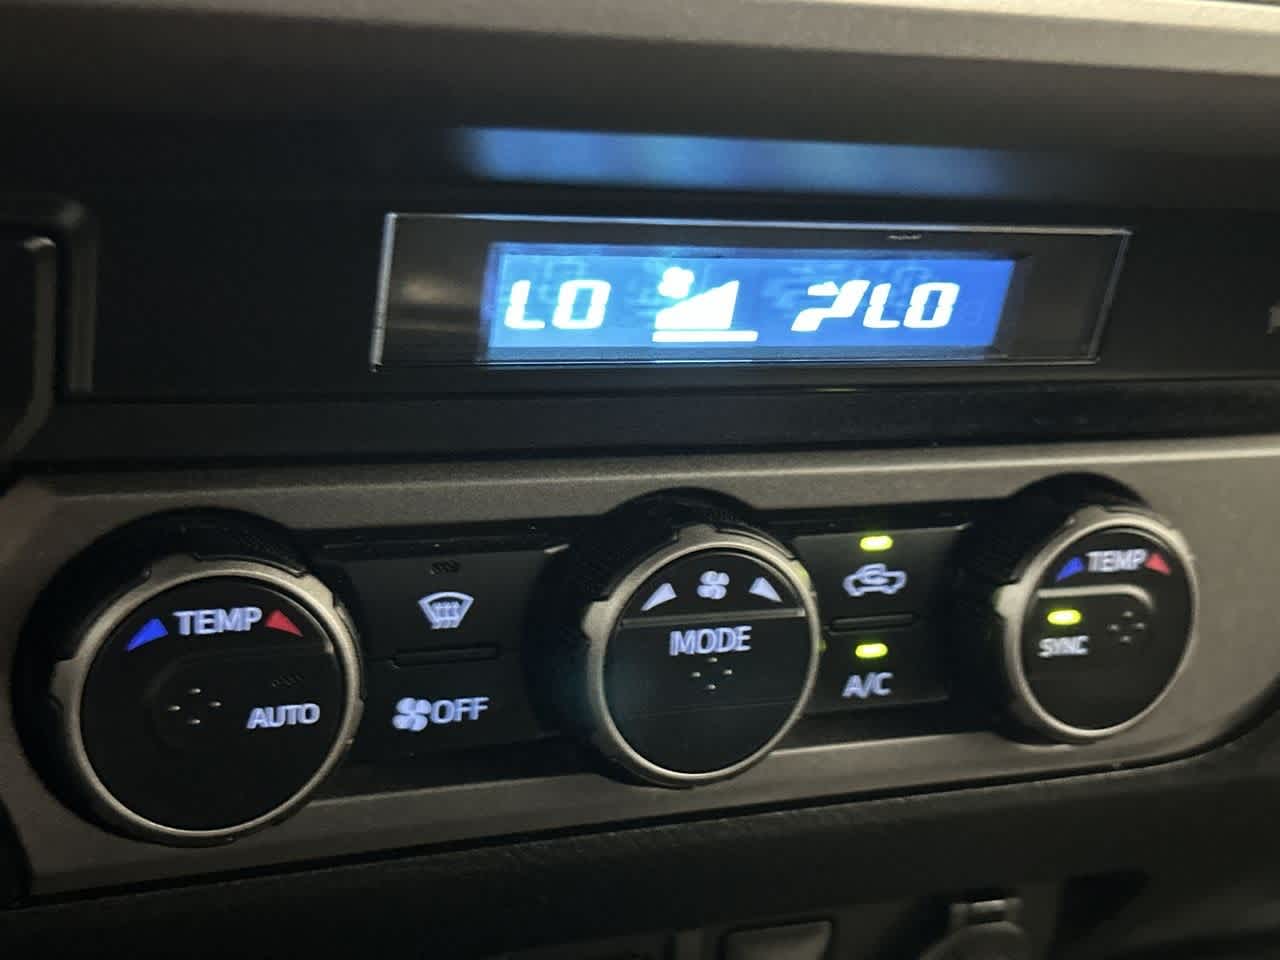 LO LO
TEMP
AUTO
OFF
MODE
A/C
TEMP
SYNC